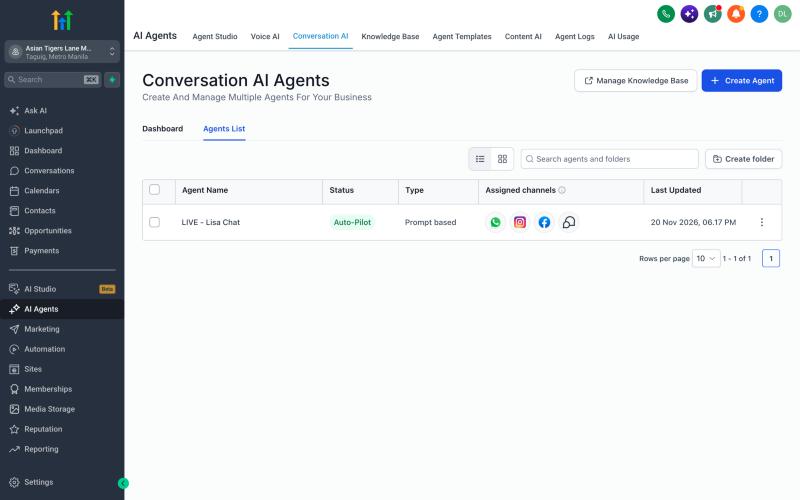 Asian Tigers Lane M...
Taguig, Metro Manila
Search
⌘K
Ask AI
Launchpad
Dashboard
Conversations
Calendars
Contacts
Opportunities
Payments
AI Studio
Beta
AI Agents
Marketing
Automation
Sites
Memberships
Media Storage
Reputation
Reporting
Settings
AI Agents
Agent Studio
Voice AI
Conversation AI
Knowledge Base
Agent Templates
Content AI
Agent Logs
AI Usage
DL
Conversation AI Agents
Create And Manage Multiple Agents For Your Business
Manage Knowledge Base
+ Create Agent
Dashboard
Agents List
Search agents and folders
Create folder
Agent Name Status Type Assigned channels Last Updated
LIVE - Lisa Chat Auto-Pilot Prompt based 20 Nov 2026, 06.17 PM
Rows per page 10 1 - 1 of 1 1